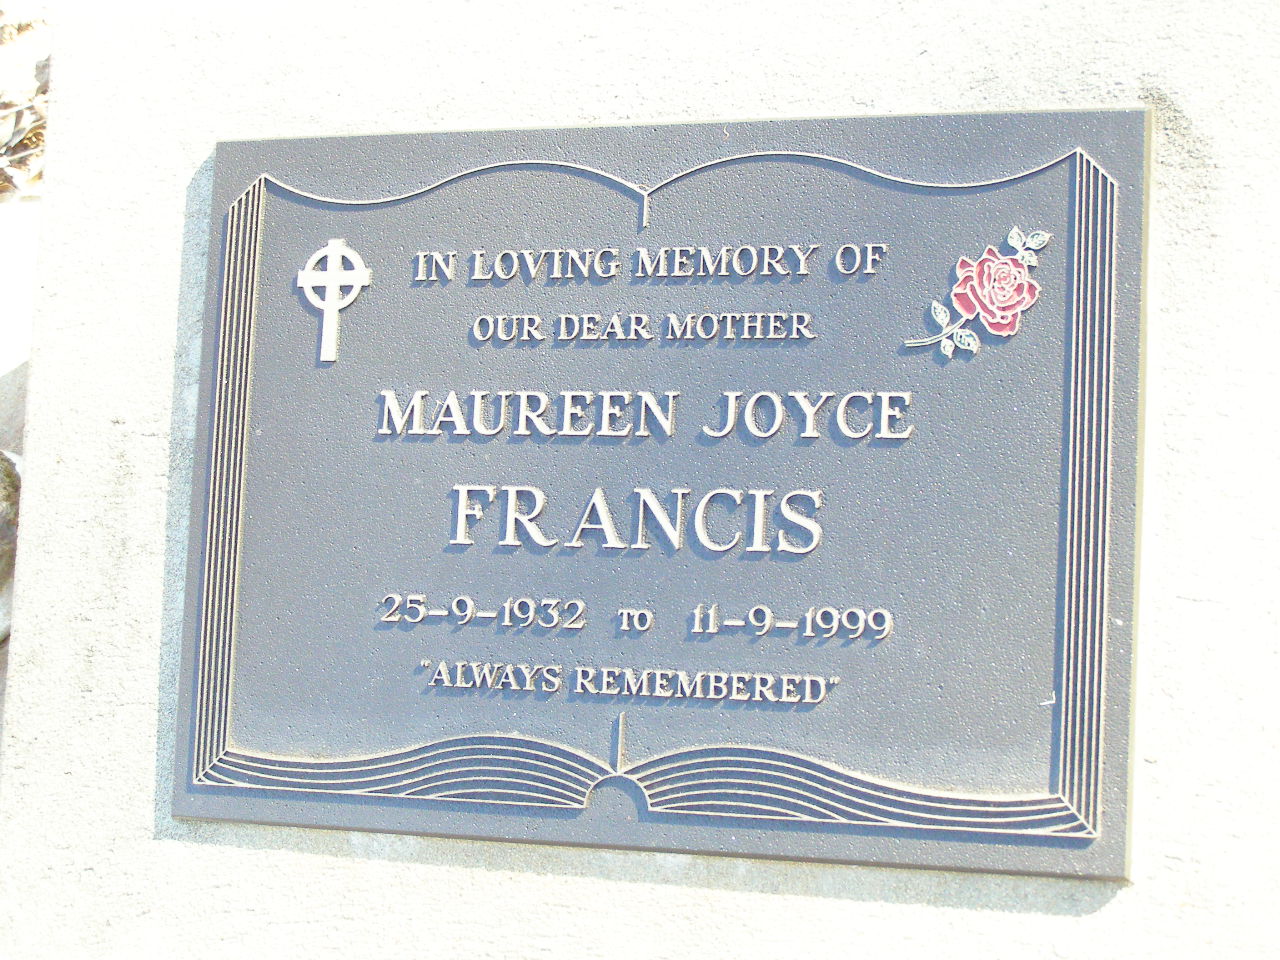 IN LOVING MEMORY OF
OUR DEAR MOTHER
MAUREEN JOYCE
FRANCIS
25-9-1932 TO 11-9-1999
"ALWAYS REMEMBERED"